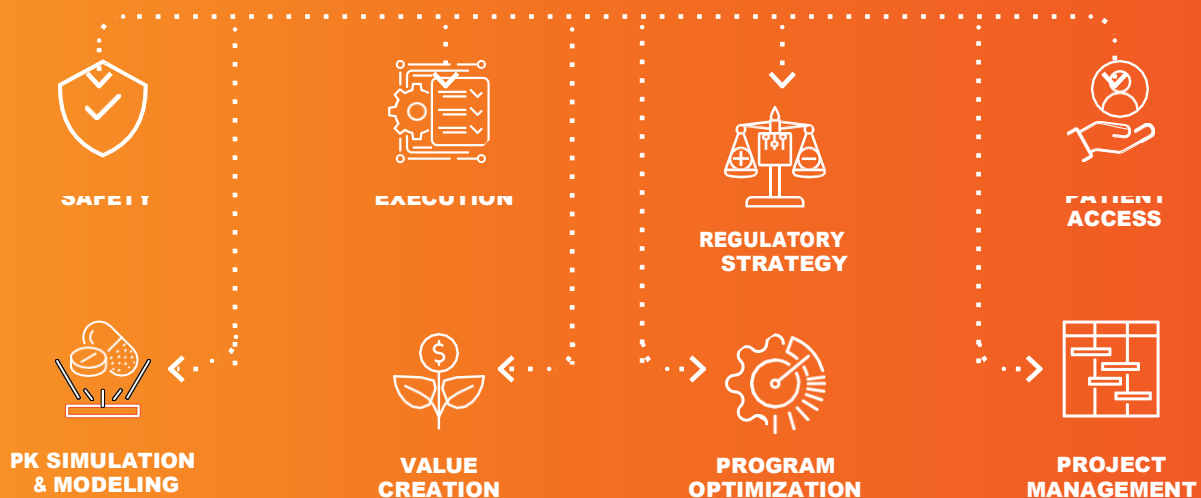 SAFETY
EXECUTION
PATIENT
ACCESS
REGULATORY
STRATEGY
PK SIMULATION
& MODELING
VALUE
CREATION
PROGRAM
OPTIMIZATION
PROJECT
MANAGEMENT